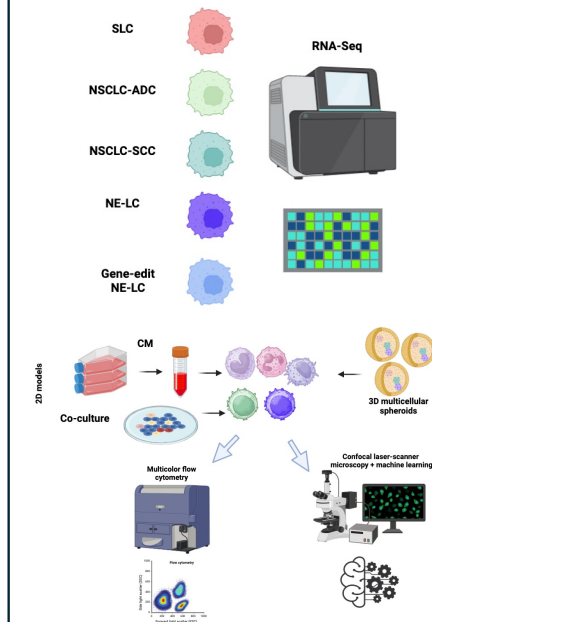 SLC
RNA-Seq
NSCLC-ADC
NSCLC-SCC
NE-LC
Gene-edit
NE-LC
2D models
CM
Co-culture
3D multicellular
spheroids
Multicolor flow
cytometry
Confocal laser-scanner
microscopy + machine learning
Flow cytometry